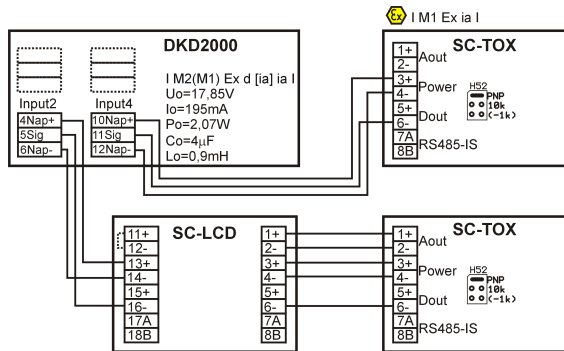 Ex I M1 Ex ia I
DKD2000
I M2(M1) Ex d [ia] ia I
Uo=17,85V
Io=195mA
Po=2,07W
Co=4µF
Lo=0,9mH
Input2
4Nap+
5Sig
6Nap-
Input4
10Nap+
11Sig
12Nap-
SC-TOX
1+
2-
3+
4-
5+
6-
7A
8B
Aout
Power
Dout
RS485-IS
H52
PNP
10k
(-1k)
SC-LCD
11+
12-
13+
14-
15+
16-
17A
18B
1+
2-
3+
4-
5+
6-
7A
8B
SC-TOX
1+
2-
3+
4-
5+
6-
7A
8B
Aout
Power
Dout
RS485-IS
H52
PNP
10k
(-1k)